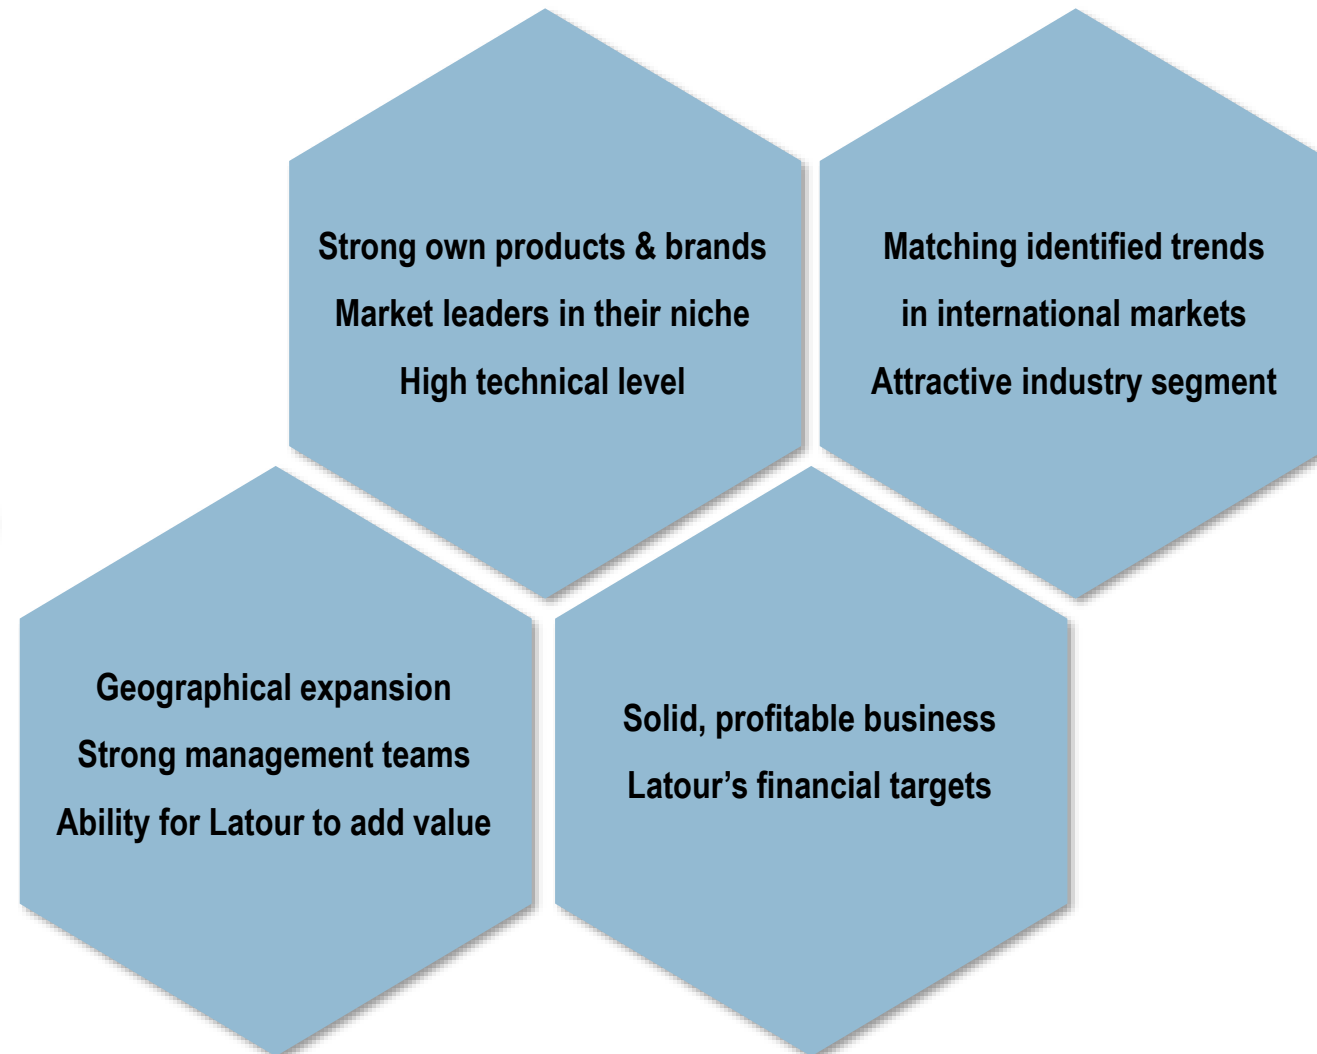 Strong own products & brands
Market leaders in their niche
High technical level
Matching identified trends
in international markets
Attractive industry segment
Geographical expansion
Strong management teams
Ability for Latour to add value
Solid, profitable business
Latour’s financial targets